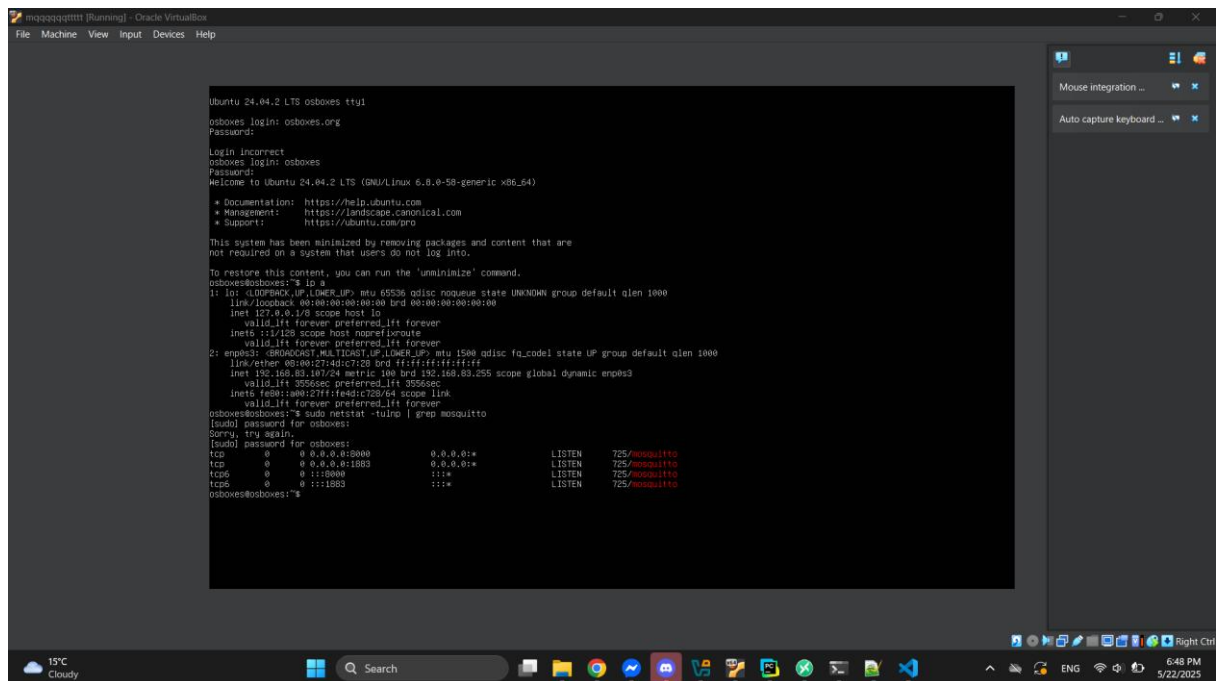 mqqqqqqttttt [Running] - Oracle VirtualBox
File Machine View Input Devices Help
Mouse integration ...
Auto capture keyboard ...
Ubuntu 24.04.2 LTS osboxes tty1
osboxes login: osboxes.org
Password:
Login incorrect
osboxes login: osboxes
Password:
Welcome to Ubuntu 24.04.2 LTS (GNU/Linux 6.8.0-58-generic x86_64)
* Documentation: https://help.ubuntu.com
* Management: https://landscape.canonical.com
* Support: https://ubuntu.com/pro
This system has been minimized by removing packages and content that are
not required on a system that users do not log into.
To restore this content, you can run the 'unminimize' command.
osboxes@osboxes:~$ ip a
1: lo: <LOOPBACK,UP,LOWER_UP> mtu 65536 qdisc noqueue state UNKNOWN group default qlen 1000
link/loopback 00:00:00:00:00:00 brd 00:00:00:00:00:00
inet 127.0.0.1/8 scope host lo
valid_lft forever preferred_lft forever
inet6 ::1/128 scope host noprefixroute
valid_lft forever preferred_lft forever
2: enp0s3: <BROADCAST,MULTICAST,UP,LOWER_UP> mtu 1500 qdisc fq_codel state UP group default qlen 1000
link/ether 08:00:27:4d:c7:28 brd ff:ff:ff:ff:ff:ff
inet 192.168.83.107/24 metric 100 brd 192.168.83.255 scope global dynamic enp0s3
valid_lft 3556sec preferred_lft 3556sec
inet6 fe80::a00:27ff:fe4d:c728/64 scope link
valid_lft forever preferred_lft forever
osboxes@osboxes:~$ sudo netstat -tulnp | grep mosquitto
[sudo] password for osboxes:
Sorry, try again.
[sudo] password for osboxes:
tcp 0 0 0.0.0.0:8000 0.0.0.0:* LISTEN 725/mosquitto
tcp 0 0 0.0.0.0:1883 0.0.0.0:* LISTEN 725/mosquitto
tcp6 0 0 :::8000 :::* LISTEN 725/mosquitto
tcp6 0 0 :::1883 :::* LISTEN 725/mosquitto
osboxes@osboxes:~$
Right Ctrl
15°C
Cloudy
Search
ENG
6:48 PM
5/22/2025